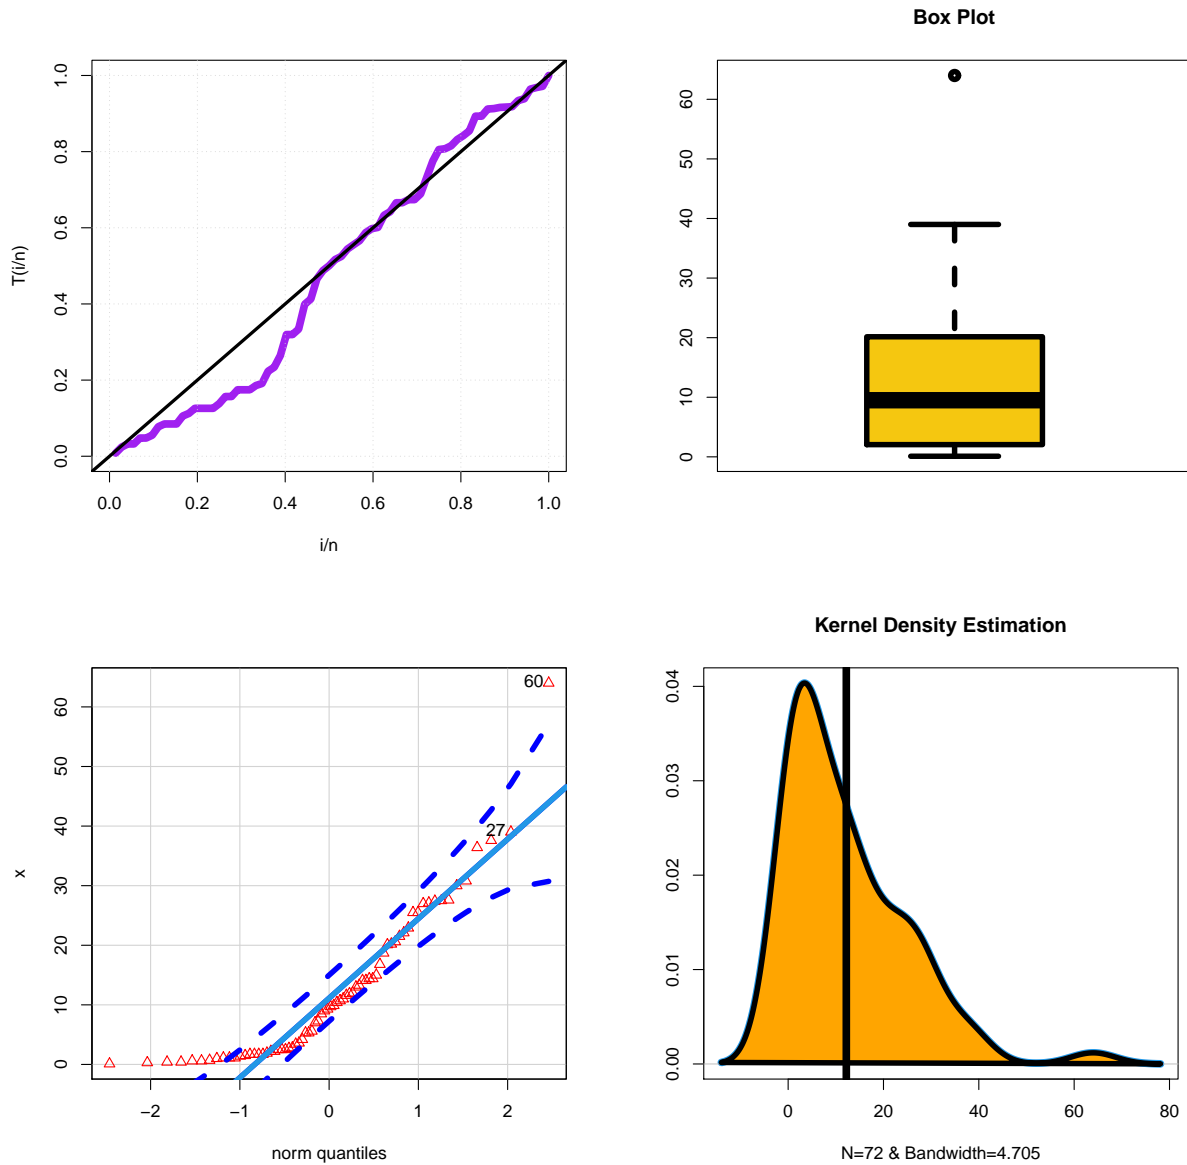 T(i/n)
1.0
0.8
0.6
0.4
0.2
0.0
0.0 0.2 0.4 0.6 0.8 1.0
i/n
Box Plot
60
50
40
30
20
10
0
x
60
50
40
30
20
10
0
60
27
−2 −1 0 1 2
norm quantiles
Kernel Density Estimation
0.04
0.03
0.02
0.01
0.00
0 20 40 60 80
N=72 & Bandwidth=4.705